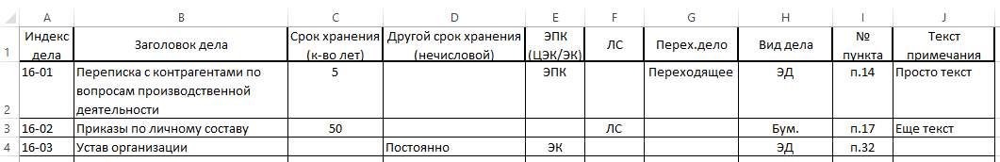 A B C D E F G H I J
1 Индекс дела Заголовок дела Срок хранения (к-во лет) Другой срок хранения (нечисловой) ЭПК (ЦЭК/ЭК) ЛС Перех.дело Вид дела № пункта Текст примечания
2 16-01 Переписка с контрагентами по вопросам производственной деятельности 5 ЭПК Переходящее ЭД п.14 Просто текст
3 16-02 Приказы по личному составу 50 ЛС Бум. п.17 Еще текст
4 16-03 Устав организации Постоянно ЭК ЭД п.32